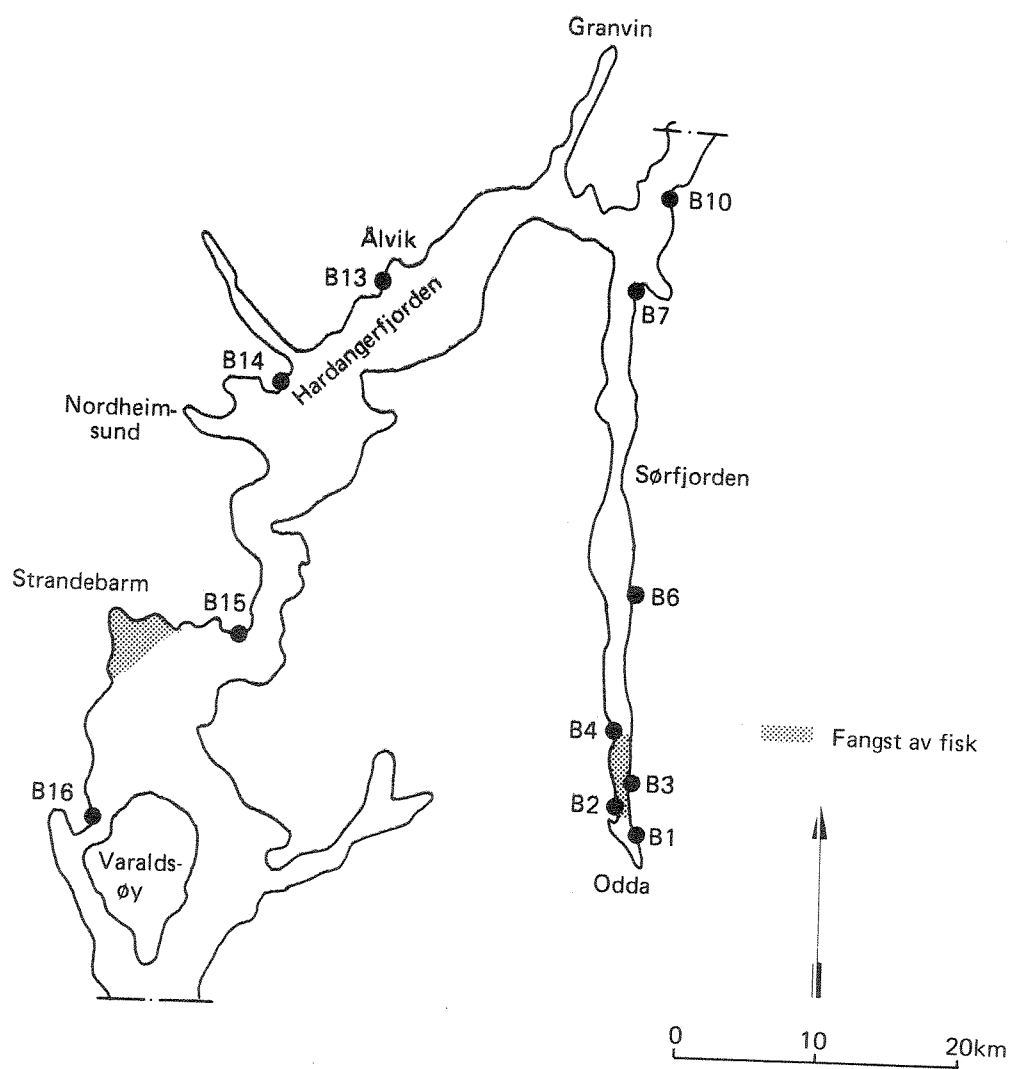 Granvin
B10
Ålvik
B13
B7
Hardangerfjorden
B14
Nordheim-
sund
Sørfjorden
Strandebarm
B15
B6
B4
Fangst av fisk
B3
B16
B2
B1
Varalds-
øy
Odda
0
10
20km